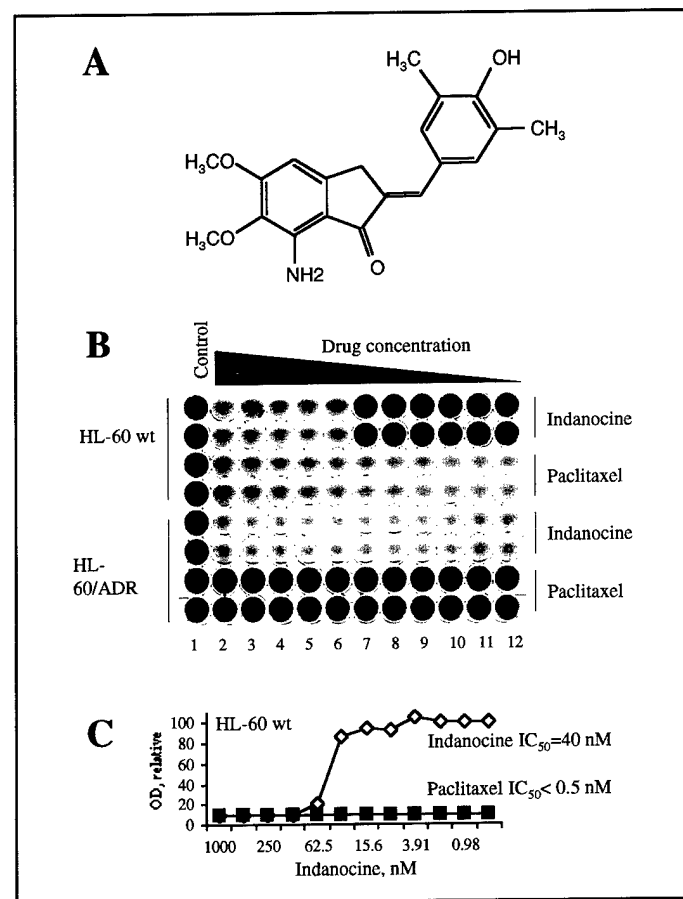 A
H₃C
OH
CH₃
H₃CO
H₃CO
NH2
O
B
Control
Drug concentration
HL-60 wt
Indanocine
Paclitaxel
HL-
60/ADR
Indanocine
Paclitaxel
1 2 3 4 5 6 7 8 9 10 11 12
C
HL-60 wt
OD, relative
100
80
60
40
20
0
Indanocine IC₅₀=40 nM
Paclitaxel IC₅₀< 0.5 nM
1000 250 62.5 15.6 3.91 0.98
Indanocine, nM